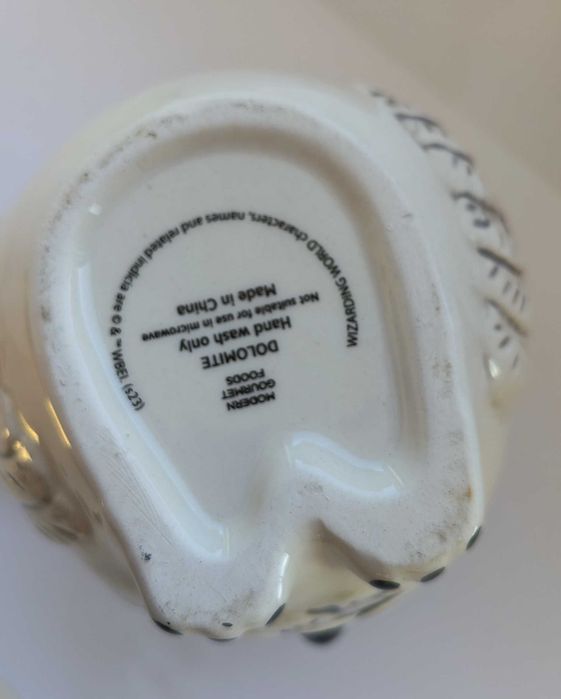 MODERN
GOURMET
FOODS
DOLOMITE
Hand wash only
Not suitable for use in microwave
Made in China
WIZARDING WORLD characters, names and related indicia are © & ™ WBEI. (s23)